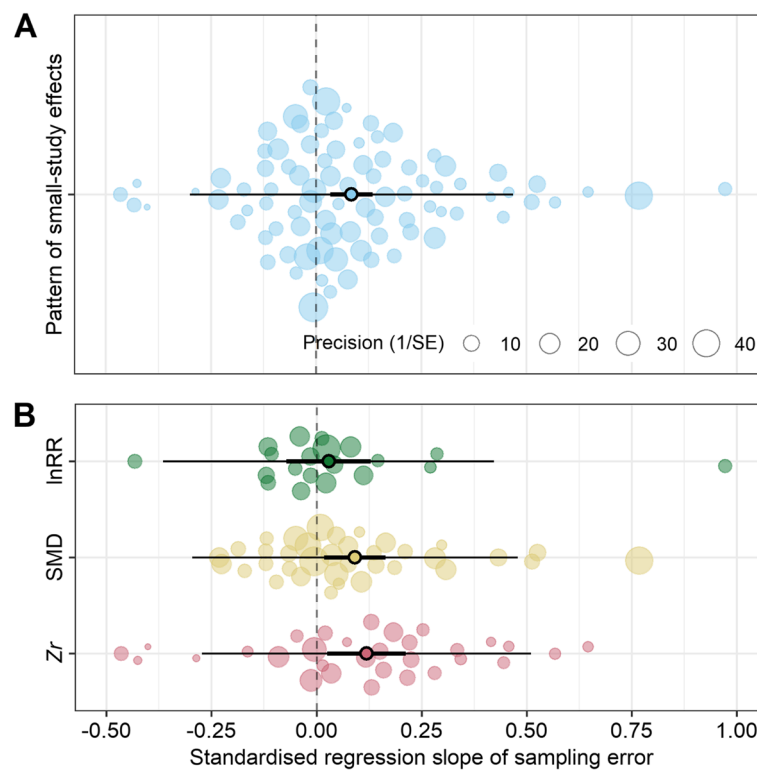 A
Pattern of small-study effects
Precision (1/SE) 10 20 30 40
B
lnRR
SMD
Zr
-0.50 -0.25 0.00 0.25 0.50 0.75 1.00
Standardised regression slope of sampling error